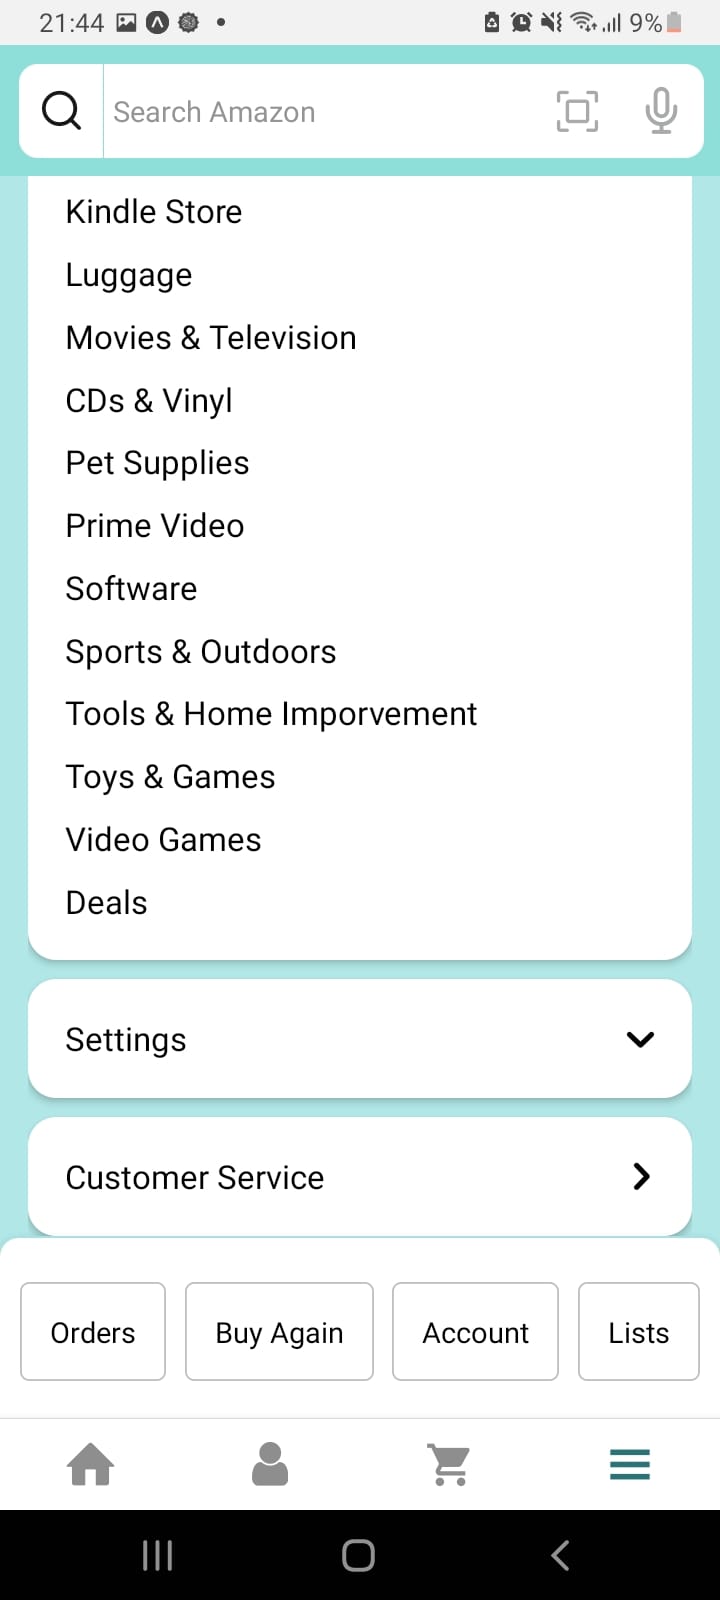 21:44
9%
Search Amazon
Kindle Store
Luggage
Movies & Television
CDs & Vinyl
Pet Supplies
Prime Video
Software
Sports & Outdoors
Tools & Home Imporvement
Toys & Games
Video Games
Deals
Settings
Customer Service
Orders
Buy Again
Account
Lists